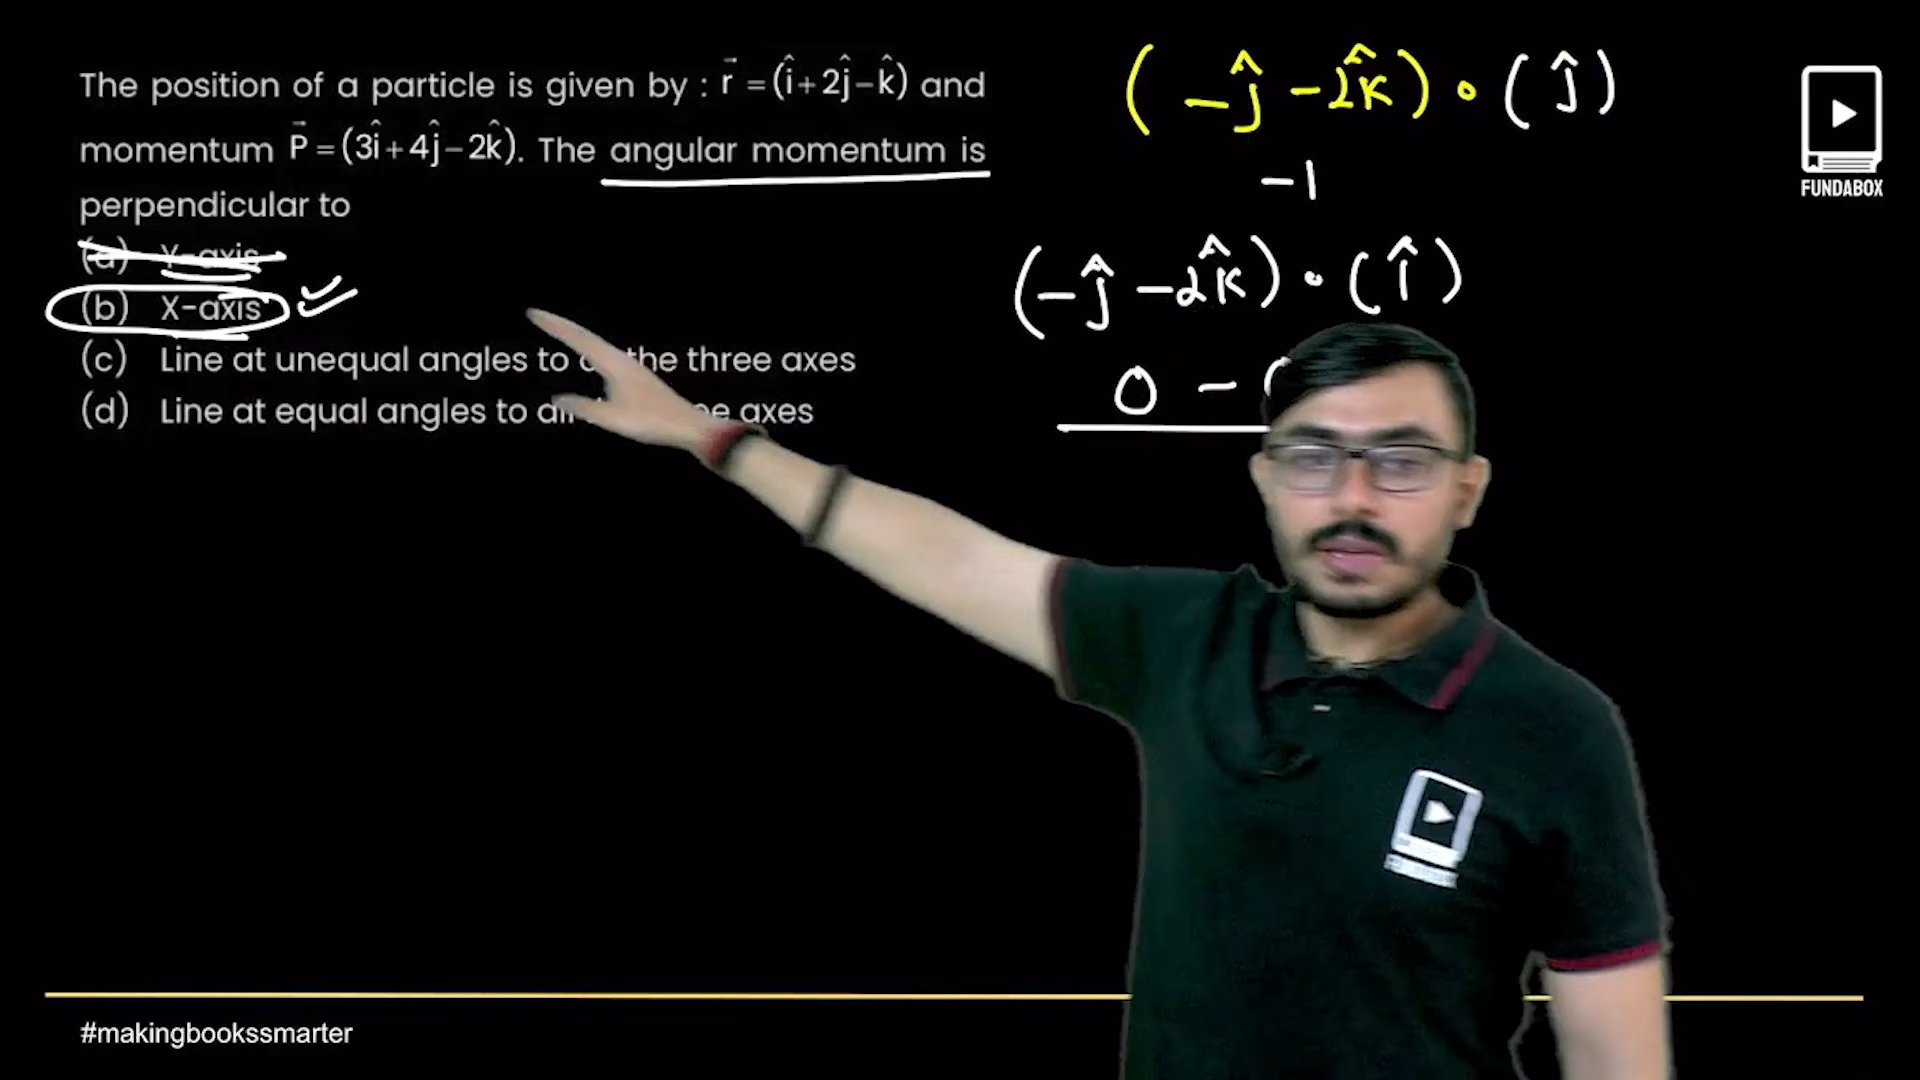 The position of a particle is given by : r⃗ = (î+2ĵ−k̂) and
momentum P⃗ = (3î+4ĵ−2k̂). The angular momentum is
perpendicular to
(a) Y-axis
(b) X-axis
(c) Line at unequal angles to the three axes
(d) Line at equal angles to axes
(−ĵ −2k̂) • (ĵ)
−1
(−ĵ −2k̂) • (î)
0 −
FUNDABOX
#makingbookssmarter